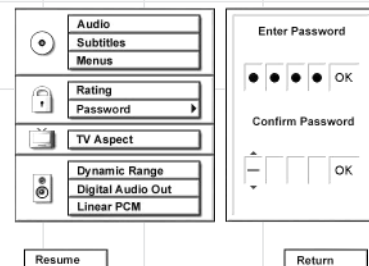 Audio
Subtitles
Menus
Rating
Password
TV Aspect
Dynamic Range
Digital Audio Out
Linear PCM
Resume
Enter Password
OK
Confirm Password
OK
Return